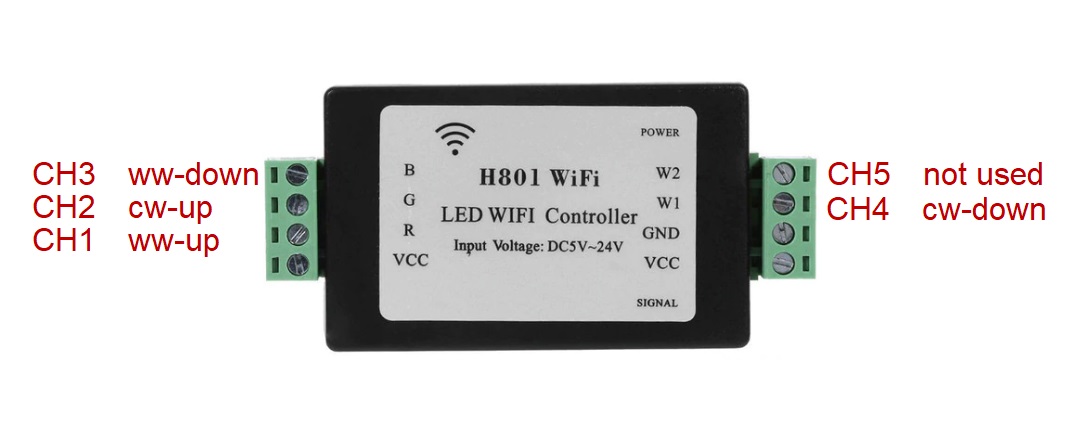 CH3 ww-down
CH2 cw-up
CH1 ww-up
B
G
R
VCC
H801 WiFi
LED WIFI Controller
Input Voltage: DC5V~24V
POWER
W2
W1
GND
VCC
SIGNAL
CH5 not used
CH4 cw-down